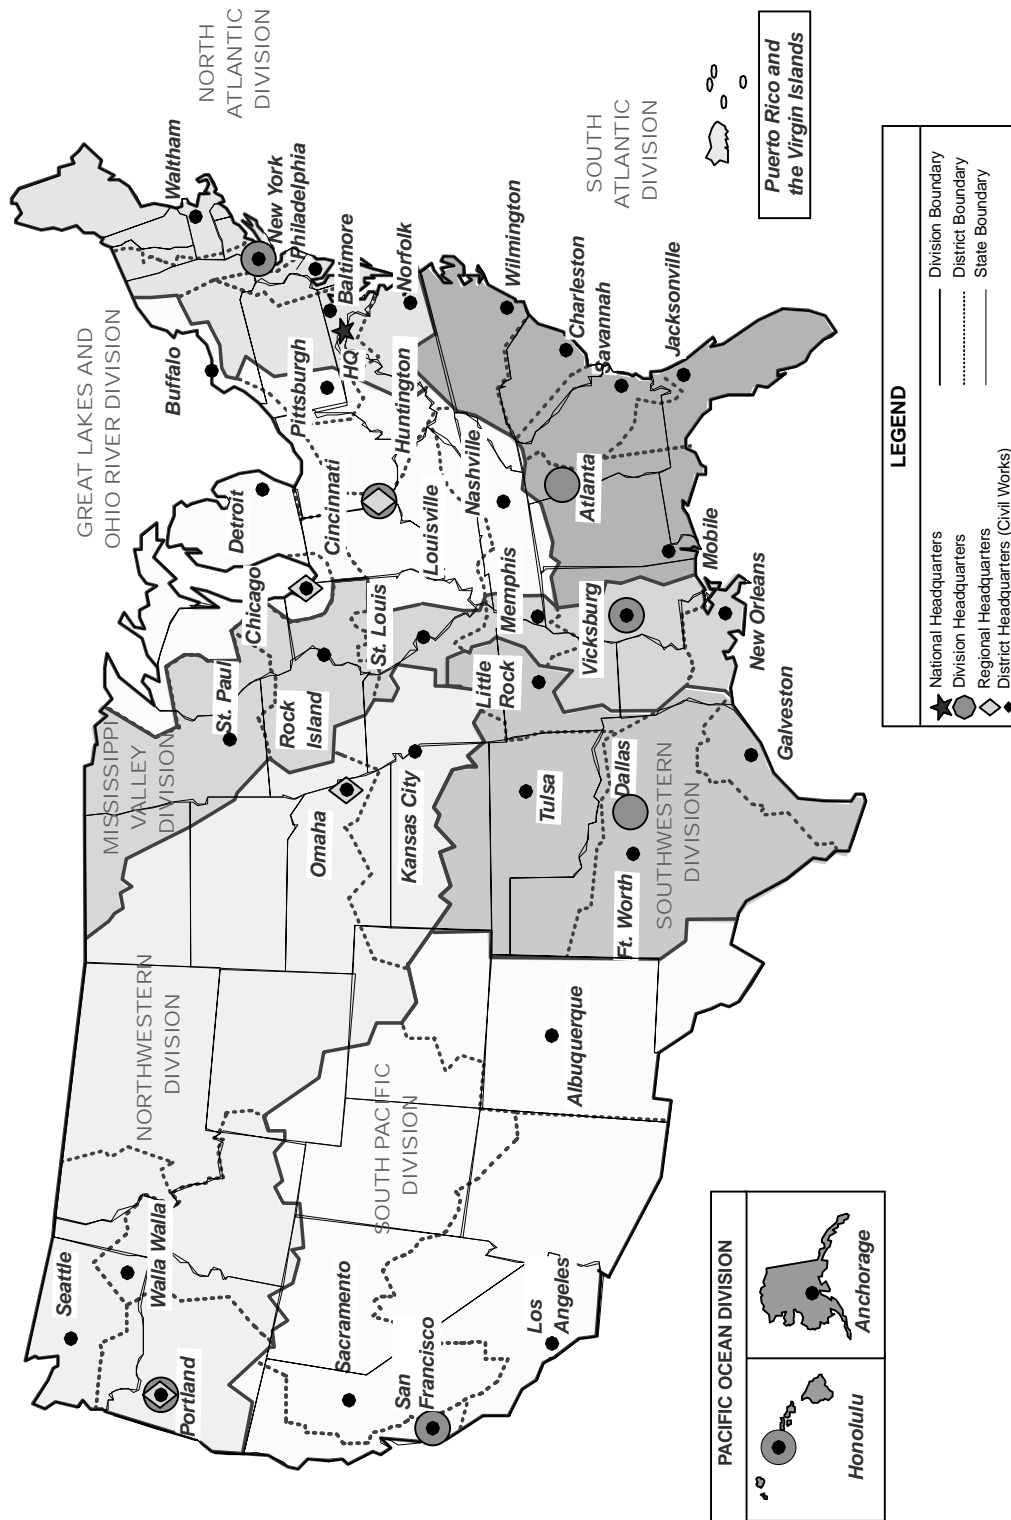 NORTH
ATLANTIC
DIVISION
GREAT LAKES AND
OHIO RIVER DIVISION
SOUTH
ATLANTIC
DIVISION
MISSISSIPPI
VALLEY
DIVISION
NORTHWESTERN
DIVISION
SOUTHWESTERN
DIVISION
SOUTH PACIFIC
DIVISION
Seattle
Walla Walla
Portland
Sacramento
San
Francisco
Los
Angeles
Albuquerque
Omaha
Kansas City
Tulsa
Ft. Worth
Dallas
Galveston
St. Paul
Rock
Island
St. Louis
Little
Rock
Memphis
Vicksburg
New Orleans
Chicago
Detroit
Buffalo
Cincinnati
Louisville
Nashville
Pittsburgh
Huntington
HQ
Waltham
New York
Philadelphia
Baltimore
Norfolk
Wilmington
Charleston
Savannah
Jacksonville
Atlanta
Mobile
Puerto Rico and
the Virgin Islands
PACIFIC OCEAN DIVISION
Honolulu
Anchorage
LEGEND
National Headquarters
Division Headquarters
Regional Headquarters
District Headquarters (Civil Works)
Division Boundary
District Boundary
State Boundary